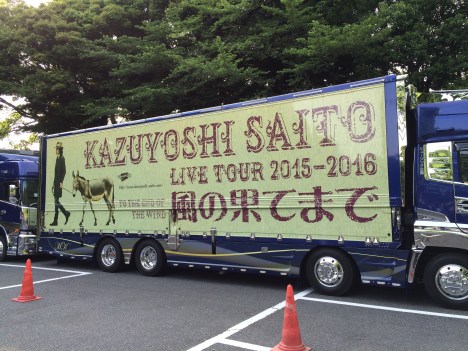 KAZUYOSHI SAITO
LIVE TOUR 2015-2016
TO THE END OF
THE WIND
風の果てまで